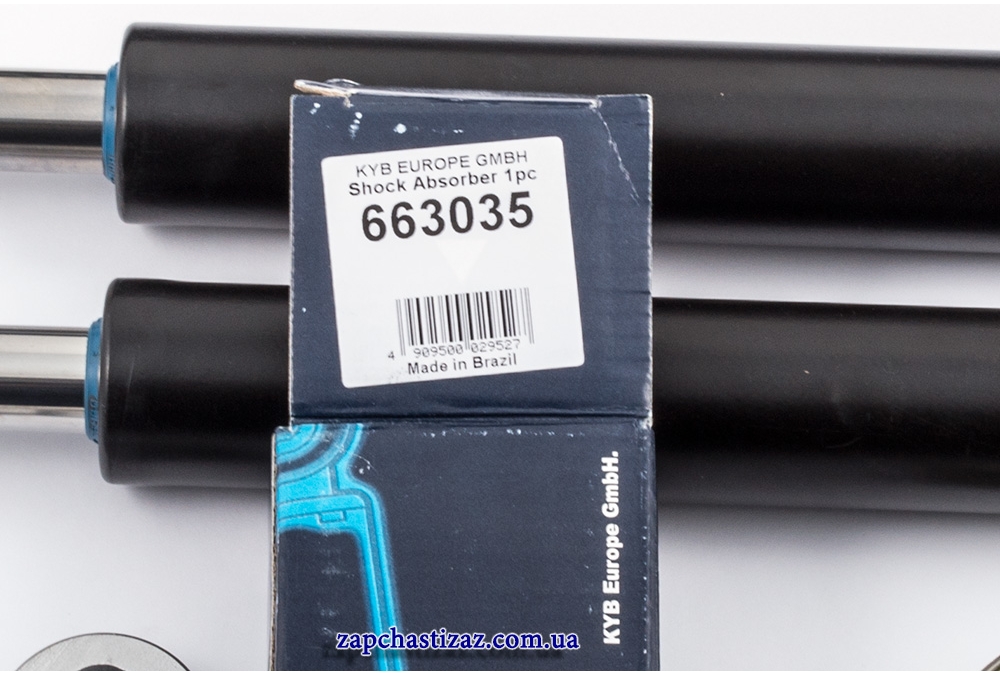 KYB EUROPE GMBH
Shock Absorber 1pc
663035
4 909500 029527
Made in Brazil
KYB Europe GmbH.
zapchastizaz.com.ua